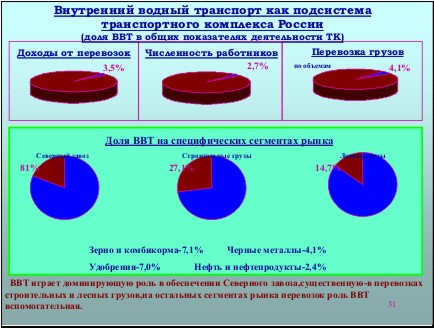 Внутренний водный транспорт как подсистема
транспортного комплекса России
(доля ВВТ в общих показателях деятельности ТК)
Доходы от перевозок
3,5%
Численность работников
2,7%
Перевозка грузов
по объемам
4,1%
Доля ВВТ на специфических сегментах рынка
Северный завоз
81%
Строительные грузы
27,1%
Лесные грузы
14,7%
Зерно и комбикорма-7,1% Черные металлы-4,1%
Удобрения-7,0% Нефть и нефтепродукты-2,4%
ВВТ играет доминирующую роль в обеспечении Северного завоза,существенную-в перевозках
строительных и лесных грузов,на остальных сегментах рынка перевозок роль ВВТ
вспомогательная.
31